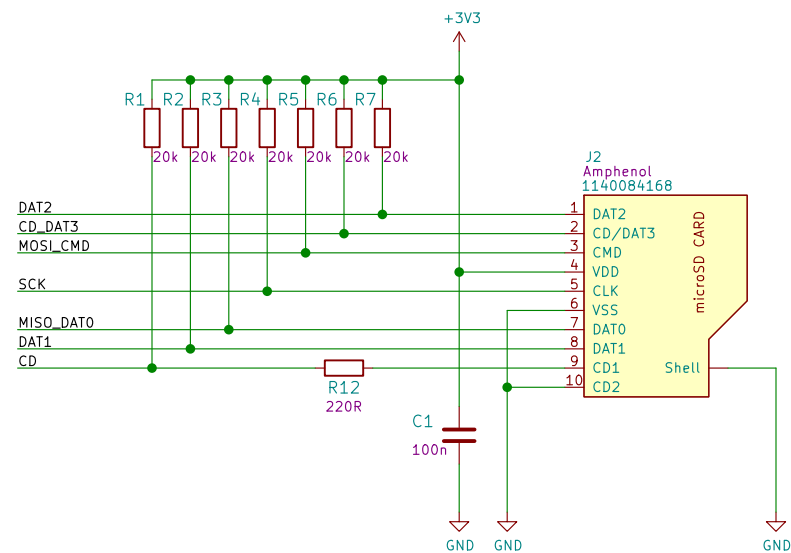 +3V3
R1
R2
R3
R4
R5
R6
R7
20k
20k
20k
20k
20k
20k
20k
J2
Amphenol
1140084168
DAT2
CD_DAT3
MOSI_CMD
SCK
MISO_DAT0
DAT1
CD
1
2
3
4
5
6
7
8
9
10
DAT2
CD/DAT3
CMD
VDD
CLK
VSS
DAT0
DAT1
CD1
CD2
microSD CARD
Shell
R12
220R
C1
100n
GND
GND
GND